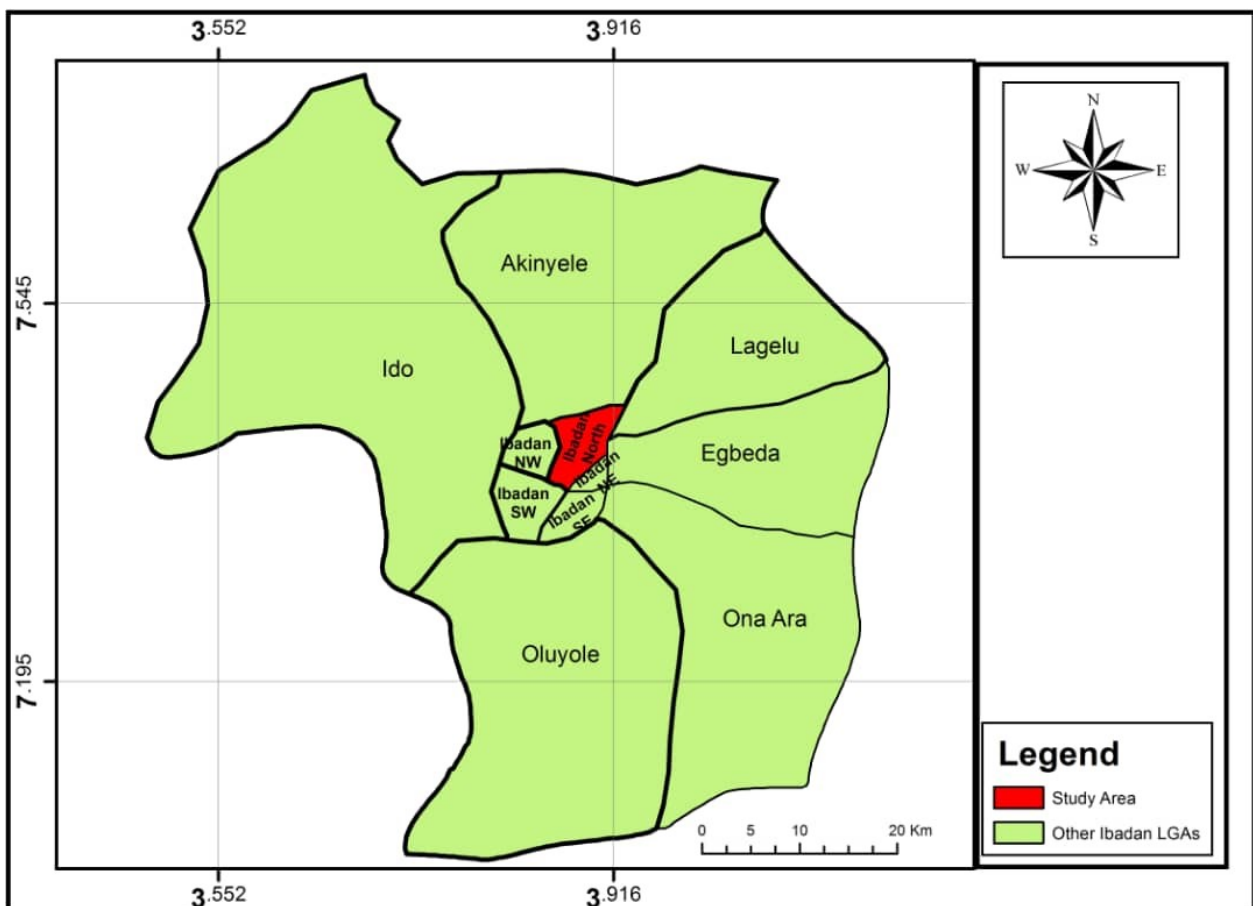 3.552 3.916
N
W E
S
7.545
Akinyele
Lagelu
Ido
Ibadan
North
Ibadan
NW
Egbeda
Ibadan
NE
Ibadan
SW
Ibadan
SE
Ona Ara
Oluyole
7.195
Legend
Study Area
Other Ibadan LGAs
0 5 10 20 Km
3.552 3.916